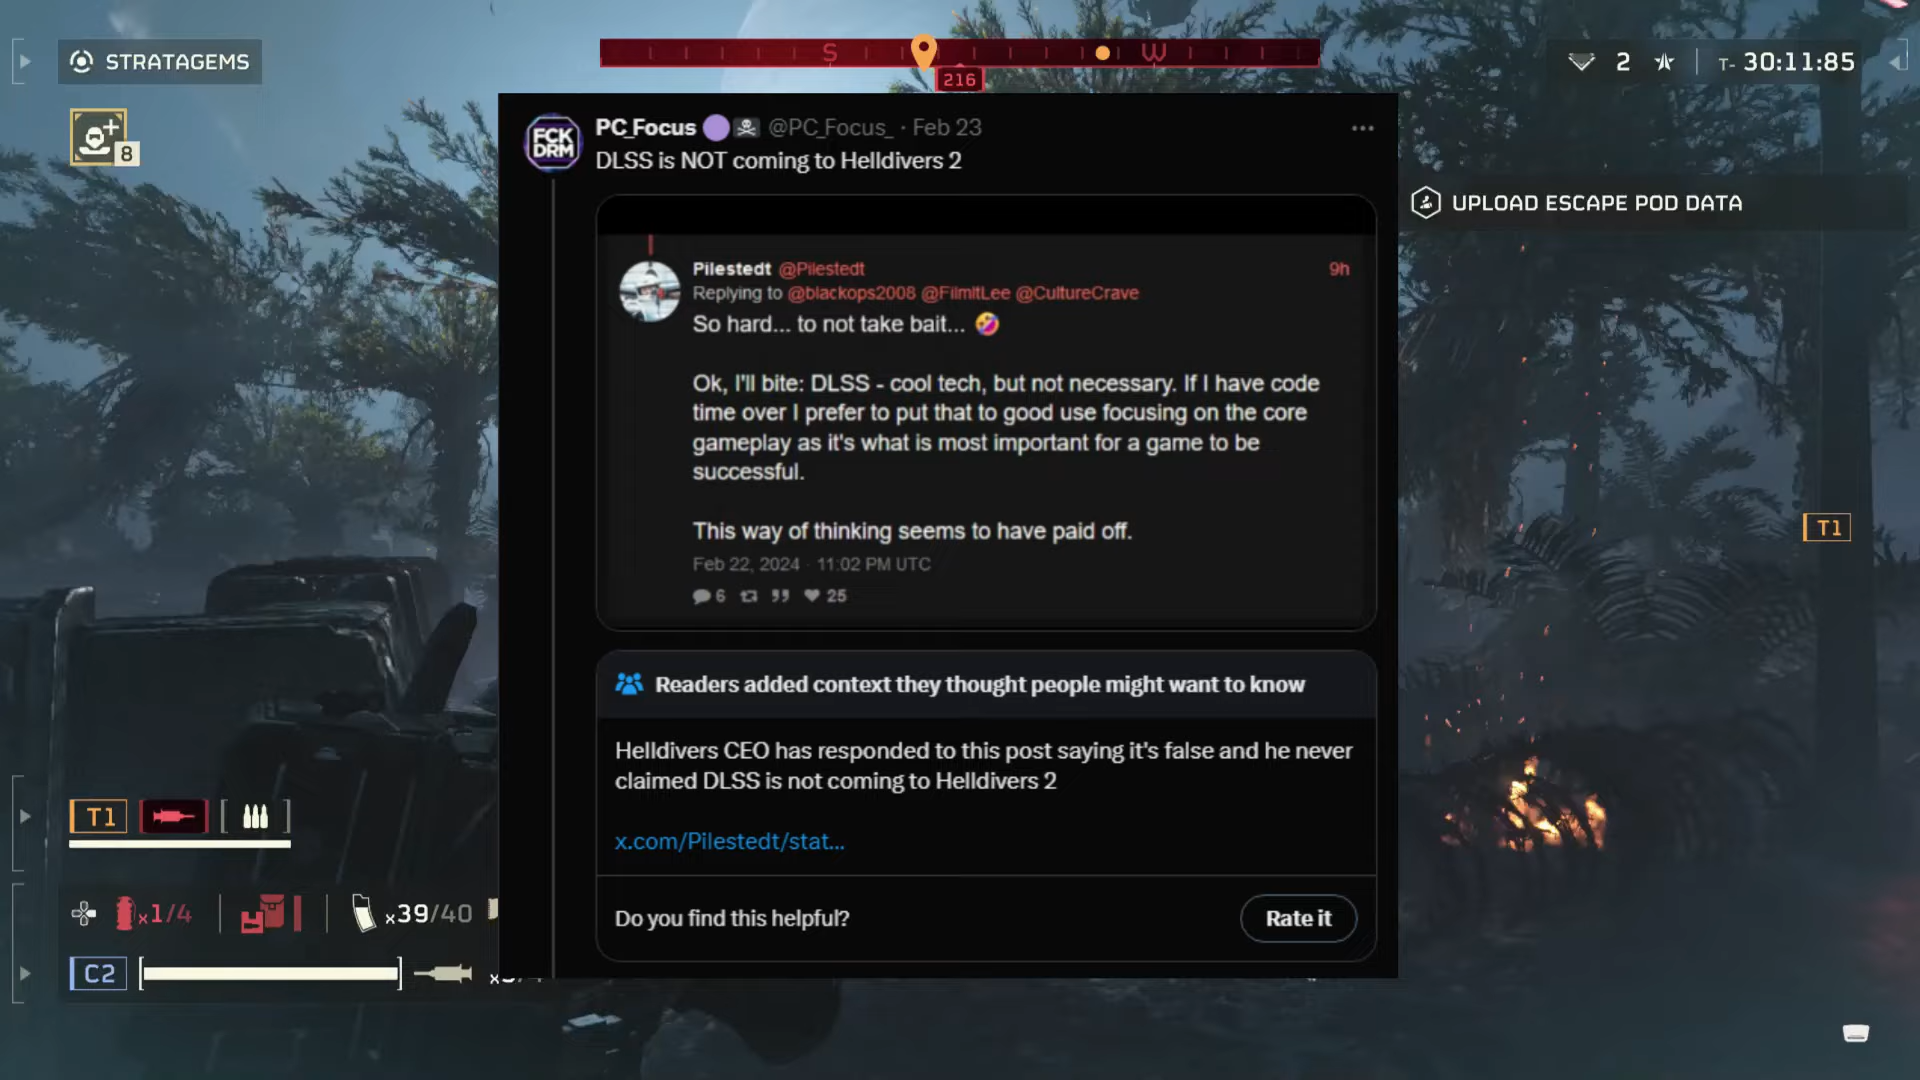 STRATAGEMS
S
W
216
2
T- 30:11:85
8
UPLOAD ESCAPE POD DATA
FCK
DRM
PC_Focus @PC_Focus_ · Feb 23
DLSS is NOT coming to Helldivers 2
Pilestedt @Pilestedt 9h
Replying to @blackops2008 @FilmItLee @CultureCrave
So hard... to not take bait... 🤣
Ok, I'll bite: DLSS - cool tech, but not necessary. If I have code
time over I prefer to put that to good use focusing on the core
gameplay as it's what is most important for a game to be
successful.
This way of thinking seems to have paid off.
Feb 22, 2024 · 11:02 PM UTC
6 25
Readers added context they thought people might want to know
Helldivers CEO has responded to this post saying it's false and he never
claimed DLSS is not coming to Helldivers 2
x.com/Pilestedt/stat...
Do you find this helpful?
Rate it
T1
T1
x1/4
x39/40
C2